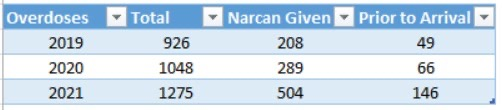 Overdoses Total Narcan Given Prior to Arrival
2019 926 208 49
2020 1048 289 66
2021 1275 504 146